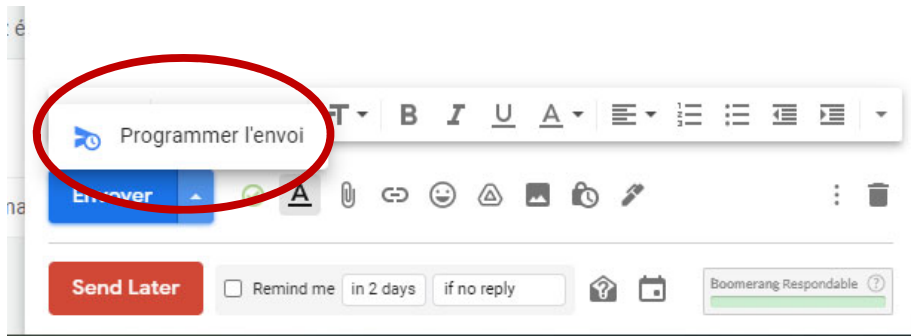 é
Programmer l'envoi
B I U A
Envoyer A
Send Later Remind me in 2 days if no reply Boomerang Respondable ?